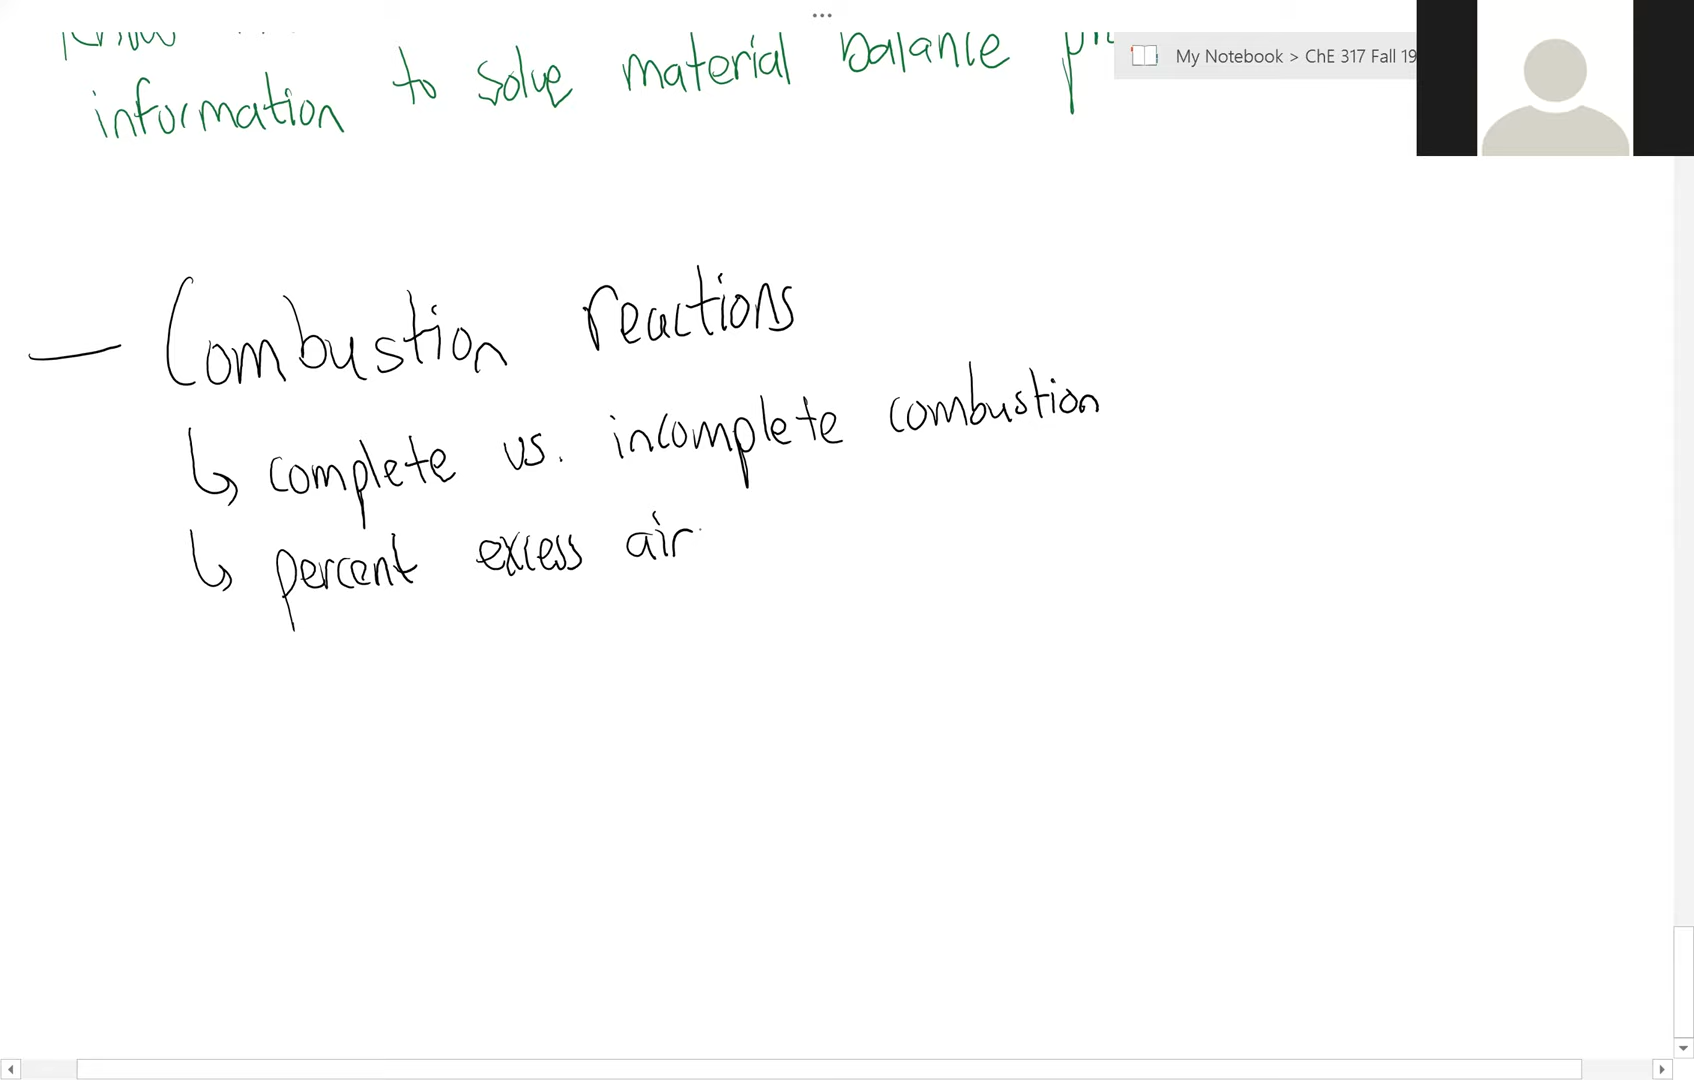 ...
information to solve material balance
My Notebook > ChE 317 Fall 19
— Combustion reactions
↳ complete vs. incomplete combustion
↳ percent excess air